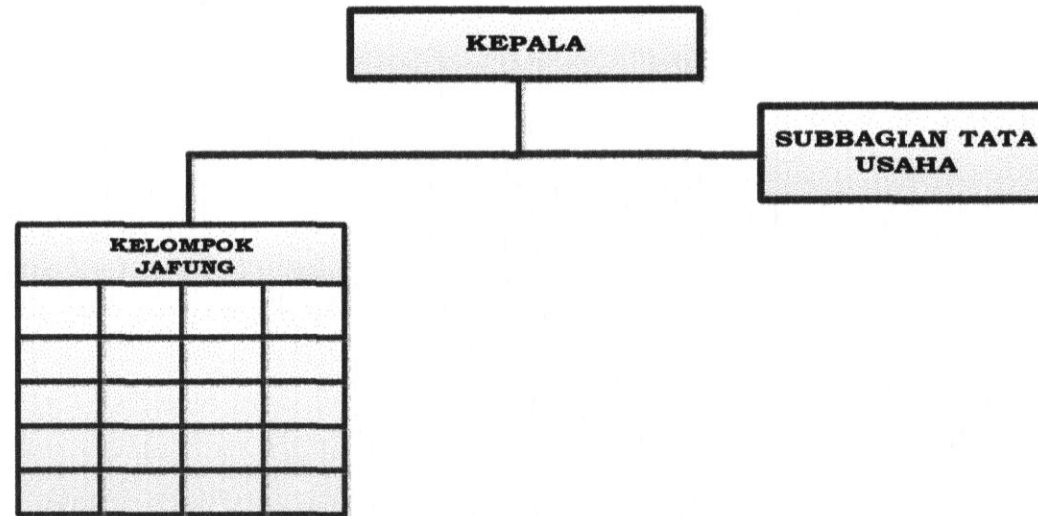 KEPALA
SUBBAGIAN TATA
USAHA
KELOMPOK
JAFUNG